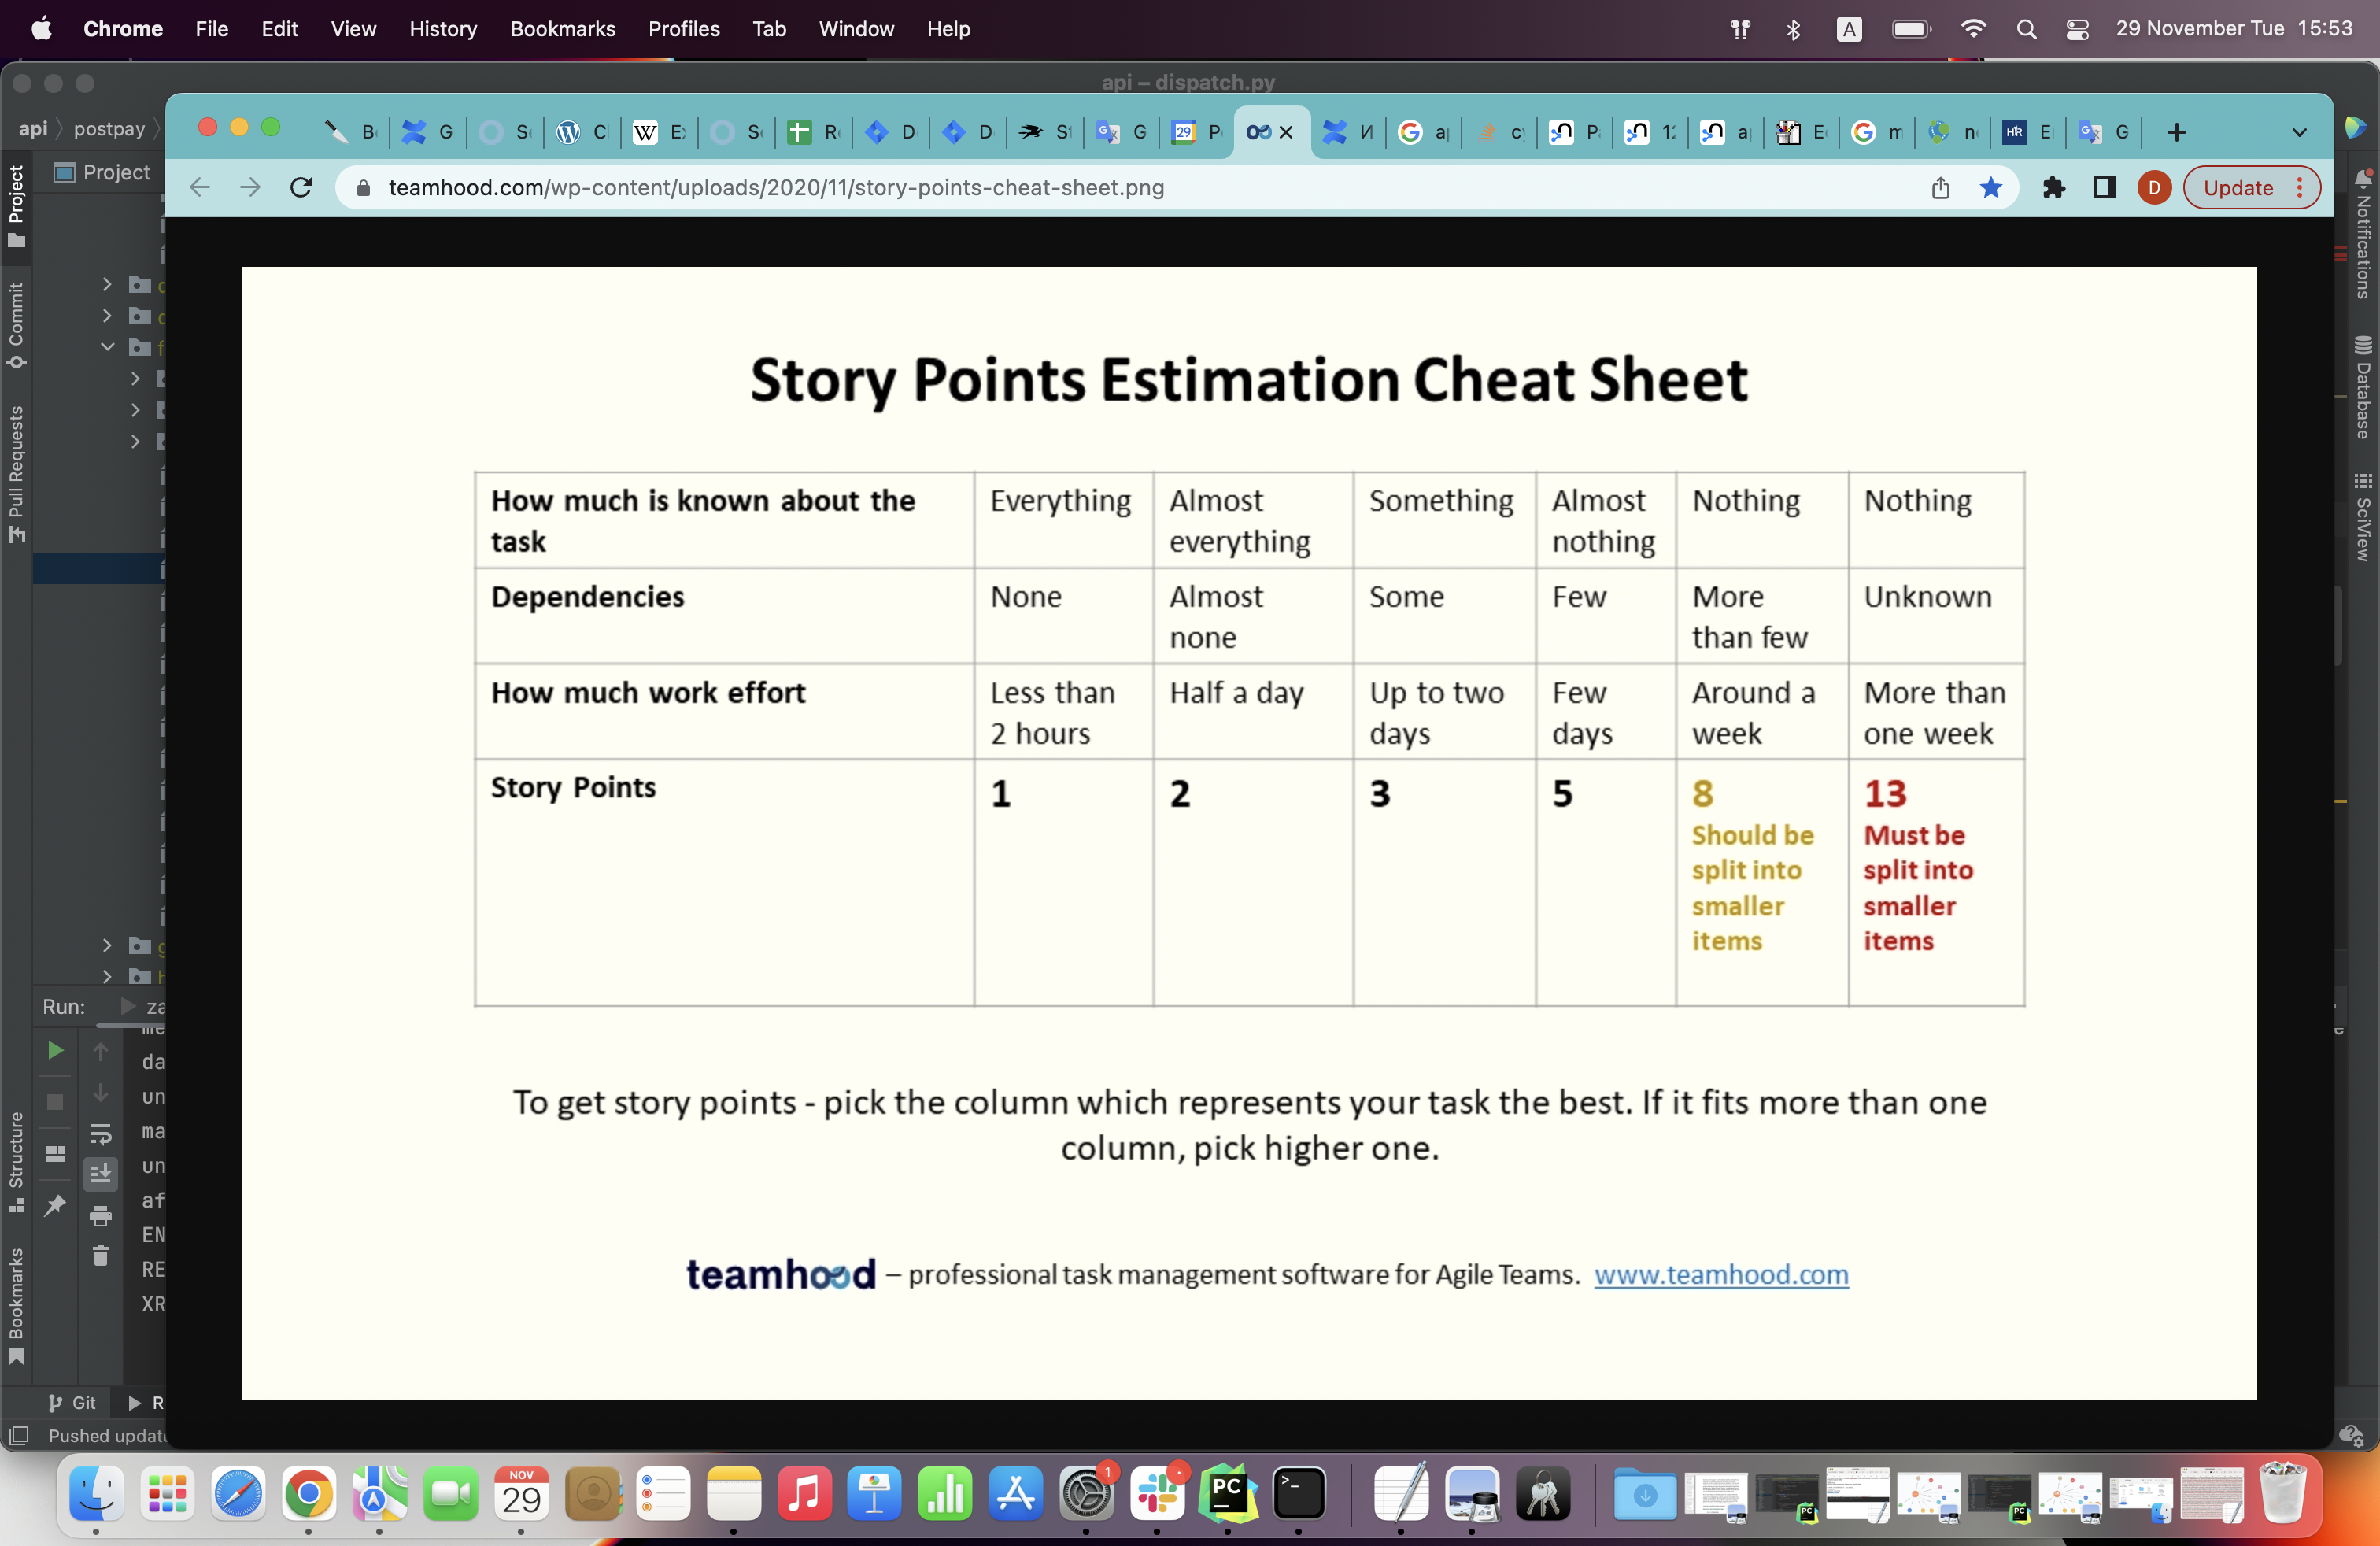 Chrome File Edit View History Bookmarks Profiles Tab Window Help
A
29 November Tue 15:53
api – dispatch.py
api postpay
Project
29
teamhood.com/wp-content/uploads/2020/11/story-points-cheat-sheet.png
D
Update
Project
Commit
Pull Requests
Structure
Bookmarks
Notifications
Database
SciView
Story Points Estimation Cheat Sheet
How much is known about the task Everything Almost everything Something Almost nothing Nothing Nothing
Dependencies None Almost none Some Few More than few Unknown
How much work effort Less than 2 hours Half a day Up to two days Few days Around a week More than one week
Story Points 1 2 3 5 8 Should be split into smaller items 13 Must be split into smaller items
To get story points - pick the column which represents your task the best. If it fits more than one
column, pick higher one.
teamhood – professional task management software for Agile Teams. www.teamhood.com
Run:
da
un
ma
un
af
EN
RE
XR
Git
Pushed
NOV
29
1
PC